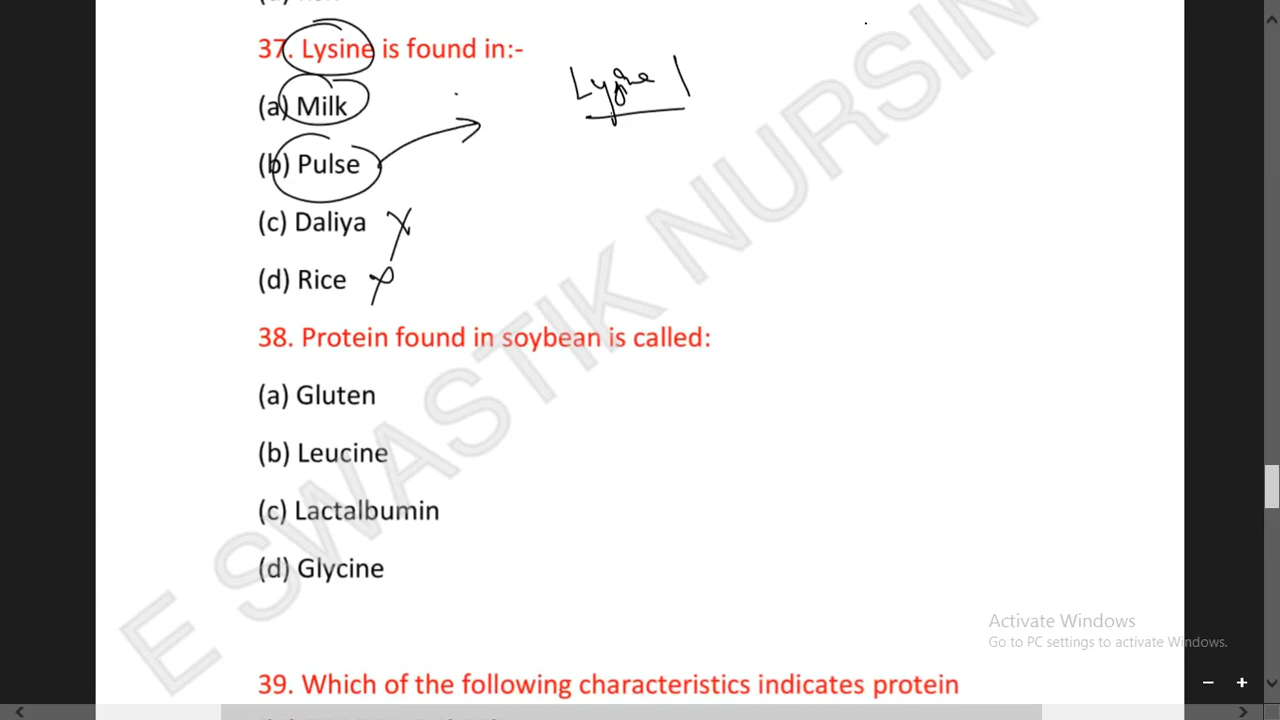 37. Lysine is found in:-
Lysine
(a) Milk
(b) Pulse
(c) Daliya
(d) Rice
38. Protein found in soybean is called:
(a) Gluten
(b) Leucine
(c) Lactalbumin
(d) Glycine
39. Which of the following characteristics indicates protein
E SWASTIK NURSIN
Activate Windows
Go to PC settings to activate Windows.